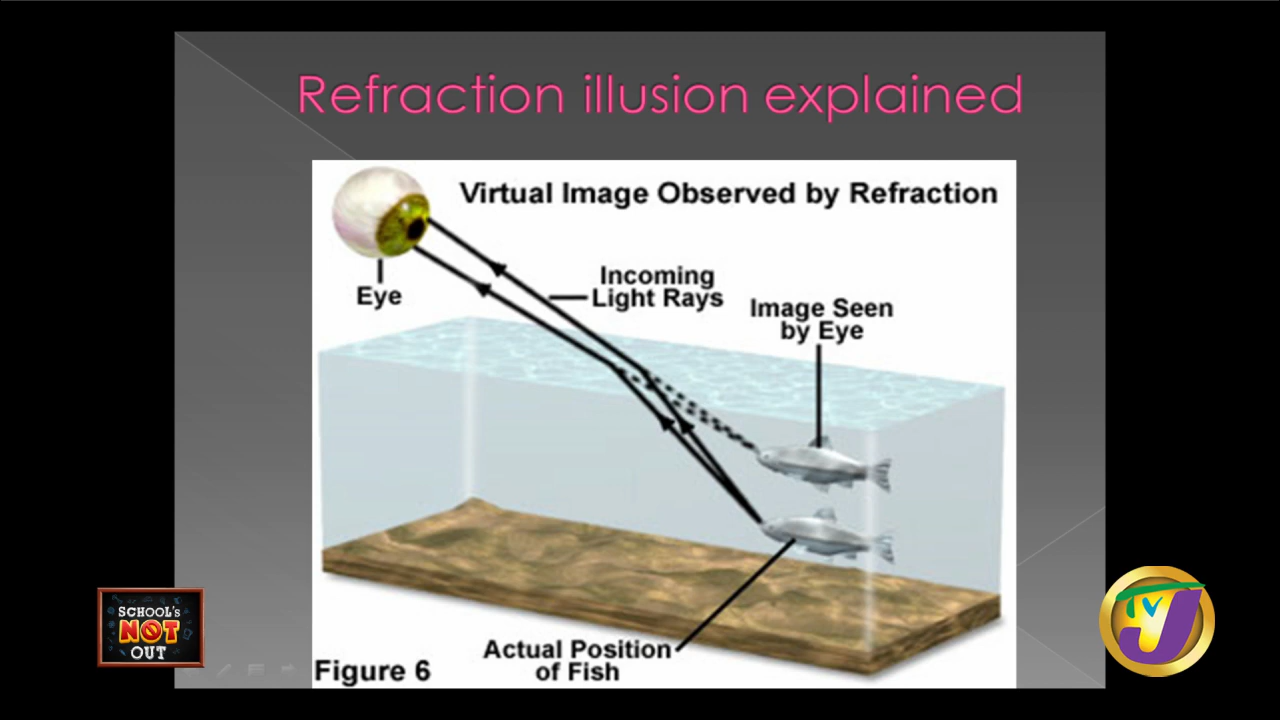 Refraction illusion explained
Virtual Image Observed by Refraction
Eye
Incoming
Light Rays
Image Seen
by Eye
Actual Position
of Fish
Figure 6
SCHOOL'S
NOT
OUT
TVJ